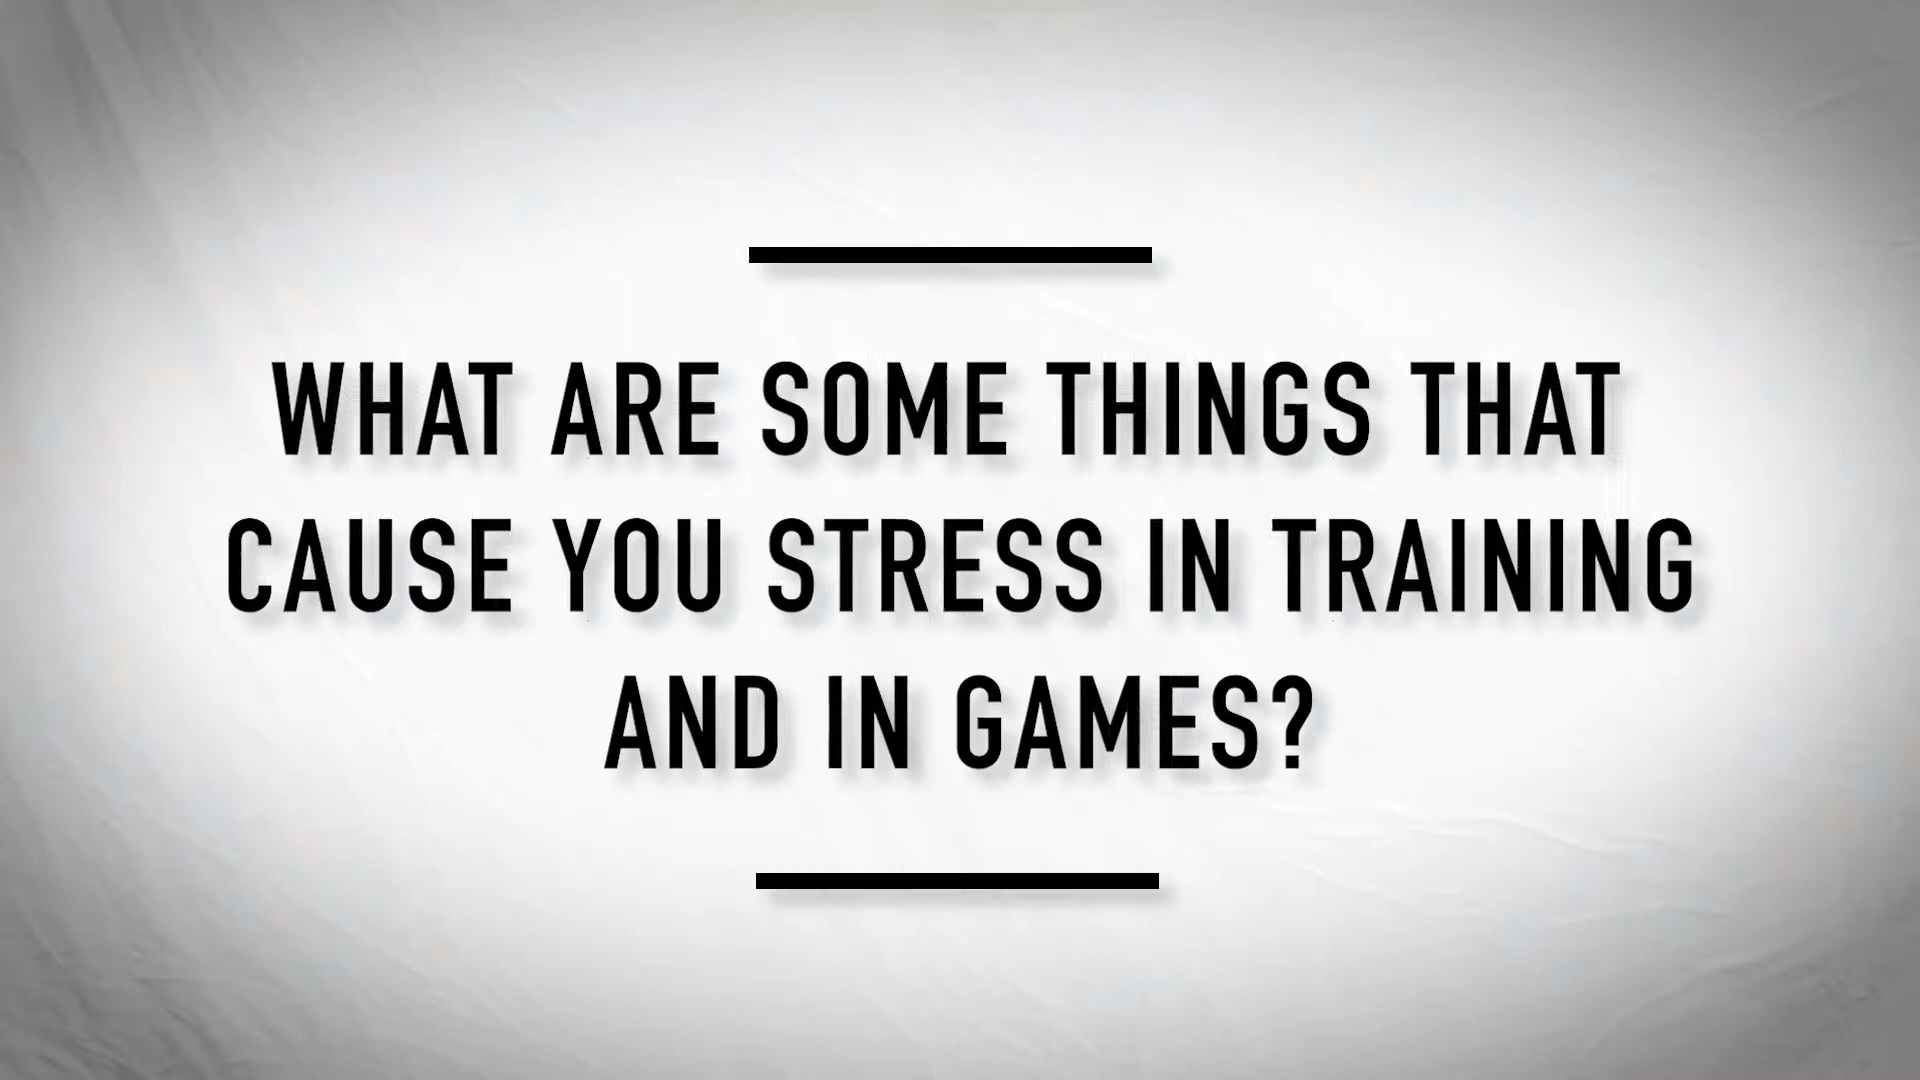 WHAT ARE SOME THINGS THAT
CAUSE YOU STRESS IN TRAINING
AND IN GAMES?